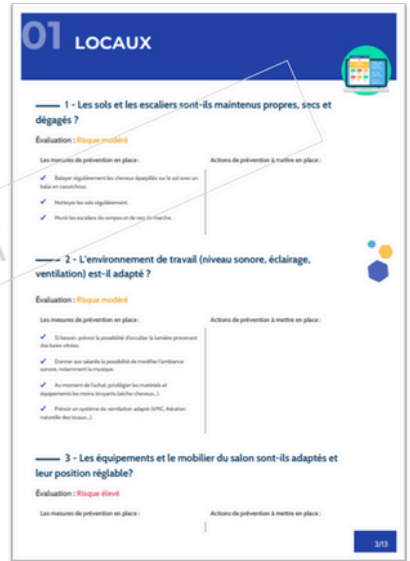 01 LOCAUX
1 - Les sols et les escaliers sont-ils maintenus propres, secs et
dégagés ?
Évaluation : Risque modéré
Les mesures de prévention en place :
Actions de prévention à mettre en place :
✔ Balayer régulièrement les cheveux éparpillés sur le sol avec un
balai en caoutchouc.
✔ Nettoyer les sols régulièrement.
✔ Munir les escaliers de rampes et de nez de marche.
2 - L'environnement de travail (niveau sonore, éclairage,
ventilation) est-il adapté ?
Évaluation : Risque modéré
Les mesures de prévention en place :
Actions de prévention à mettre en place :
✔ Si besoin, prévoir la possibilité d'occulter la lumière provenant
des baies vitrées.
✔ Donner aux salariés la possibilité de modifier l'ambiance
sonore, notamment la musique.
✔ Au moment de l'achat, privilégier les matériels et
équipements les moins bruyants (sèche-cheveux...).
✔ Prévoir un système de ventilation adapté (VMC, Aération
naturelle des locaux...).
3 - Les équipements et le mobilier du salon sont-ils adaptés et
leur position réglable?
Évaluation : Risque élevé
Les mesures de prévention en place :
Actions de prévention à mettre en place :
3/13